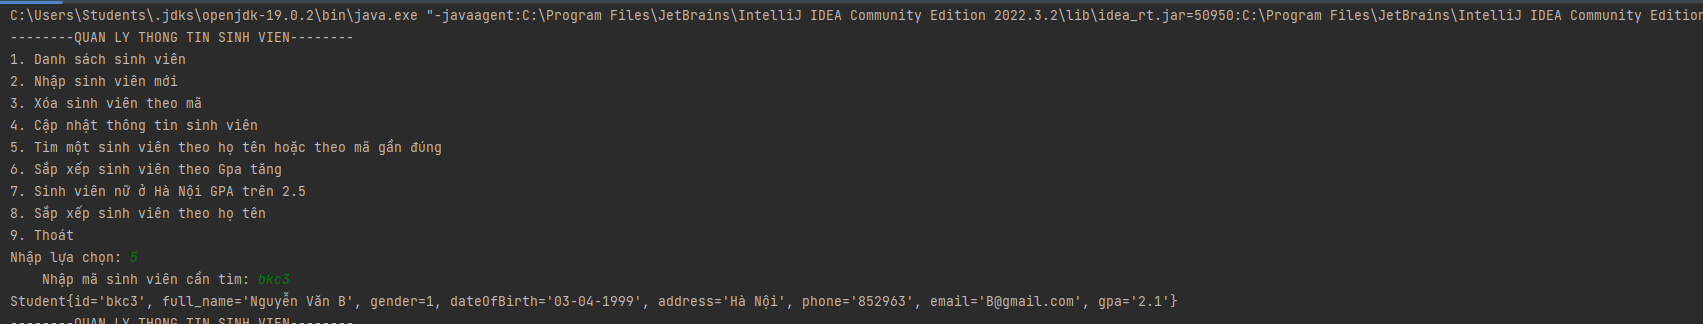 C:\Users\Students\.jdks\openjdk-19.0.2\bin\java.exe "-javaagent:C:\Program Files\JetBrains\IntelliJ IDEA Community Edition 2022.3.2\lib\idea_rt.jar=50950:C:\Program Files\JetBrains\IntelliJ IDEA Community Edition
--------QUAN LY THONG TIN SINH VIEN--------
1. Danh sách sinh viên
2. Nhập sinh viên mới
3. Xóa sinh viên theo mã
4. Cập nhật thông tin sinh viên
5. Tìm một sinh viên theo họ tên hoặc theo mã gần đúng
6. Sắp xếp sinh viên theo Gpa tăng
7. Sinh viên nữ ở Hà Nội GPA trên 2.5
8. Sắp xếp sinh viên theo họ tên
9. Thoát
Nhập lựa chọn: 5
    Nhập mã sinh viên cần tìm: bkc3
Student{id='bkc3', full_name='Nguyễn Văn B', gender=1, dateOfBirth='03-04-1999', address='Hà Nội', phone='852963', email='B@gmail.com', gpa='2.1'}
--------QUAN LY THONG TIN SINH VIEN--------